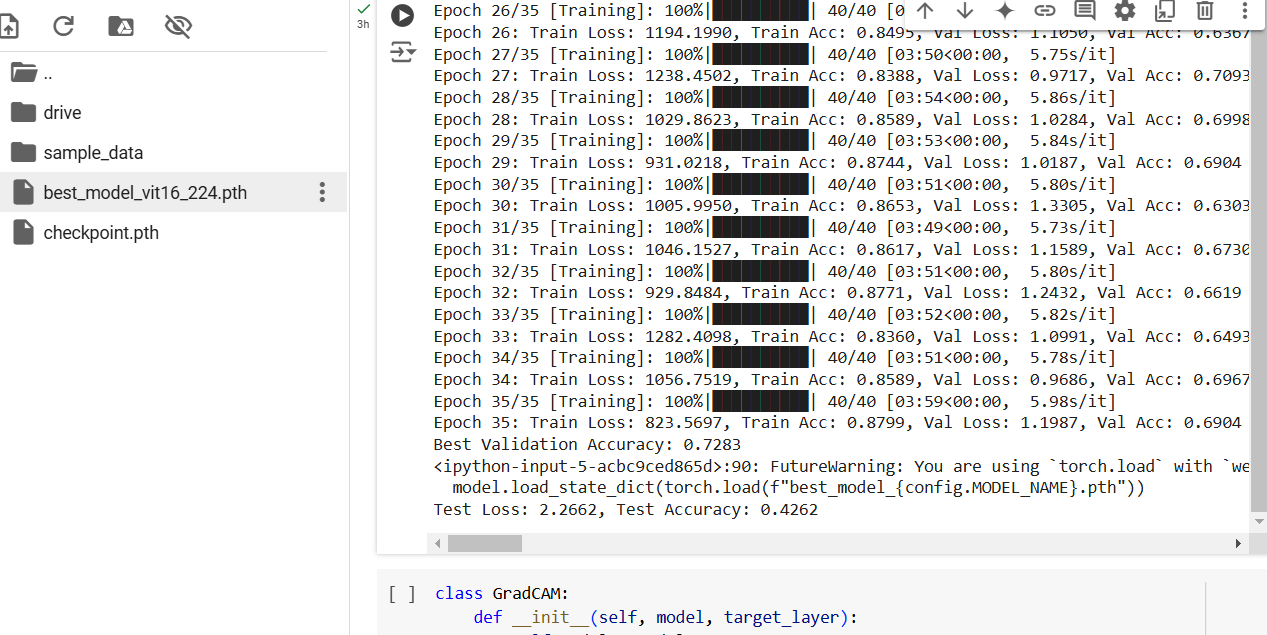 ..
drive
sample_data
best_model_vit16_224.pth
checkpoint.pth
3h
Epoch 26/35 [Training]: 100%|██████████| 40/40 [0
Epoch 26: Train Loss: 1194.1990, Train Acc: 0.8495, Val Loss: 1.1050, Val Acc: 0.6367
Epoch 27/35 [Training]: 100%|██████████| 40/40 [03:50<00:00,  5.75s/it]
Epoch 27: Train Loss: 1238.4502, Train Acc: 0.8388, Val Loss: 0.9717, Val Acc: 0.7093
Epoch 28/35 [Training]: 100%|██████████| 40/40 [03:54<00:00,  5.86s/it]
Epoch 28: Train Loss: 1029.8623, Train Acc: 0.8589, Val Loss: 1.0284, Val Acc: 0.6998
Epoch 29/35 [Training]: 100%|██████████| 40/40 [03:53<00:00,  5.84s/it]
Epoch 29: Train Loss: 931.0218, Train Acc: 0.8744, Val Loss: 1.0187, Val Acc: 0.6904
Epoch 30/35 [Training]: 100%|██████████| 40/40 [03:51<00:00,  5.80s/it]
Epoch 30: Train Loss: 1005.9950, Train Acc: 0.8653, Val Loss: 1.3305, Val Acc: 0.6303
Epoch 31/35 [Training]: 100%|██████████| 40/40 [03:49<00:00,  5.73s/it]
Epoch 31: Train Loss: 1046.1527, Train Acc: 0.8617, Val Loss: 1.1589, Val Acc: 0.6730
Epoch 32/35 [Training]: 100%|██████████| 40/40 [03:51<00:00,  5.80s/it]
Epoch 32: Train Loss: 929.8484, Train Acc: 0.8771, Val Loss: 1.2432, Val Acc: 0.6619
Epoch 33/35 [Training]: 100%|██████████| 40/40 [03:52<00:00,  5.82s/it]
Epoch 33: Train Loss: 1282.4098, Train Acc: 0.8360, Val Loss: 1.0991, Val Acc: 0.6493
Epoch 34/35 [Training]: 100%|██████████| 40/40 [03:51<00:00,  5.78s/it]
Epoch 34: Train Loss: 1056.7519, Train Acc: 0.8589, Val Loss: 0.9686, Val Acc: 0.6967
Epoch 35/35 [Training]: 100%|██████████| 40/40 [03:59<00:00,  5.98s/it]
Epoch 35: Train Loss: 823.5697, Train Acc: 0.8799, Val Loss: 1.1987, Val Acc: 0.6904
Best Validation Accuracy: 0.7283
<ipython-input-5-acbc9ced865d>:90: FutureWarning: You are using `torch.load` with `we
  model.load_state_dict(torch.load(f"best_model_{config.MODEL_NAME}.pth"))
Test Loss: 2.2662, Test Accuracy: 0.4262
[ ] class GradCAM:
    def __init__(self, model, target_layer):